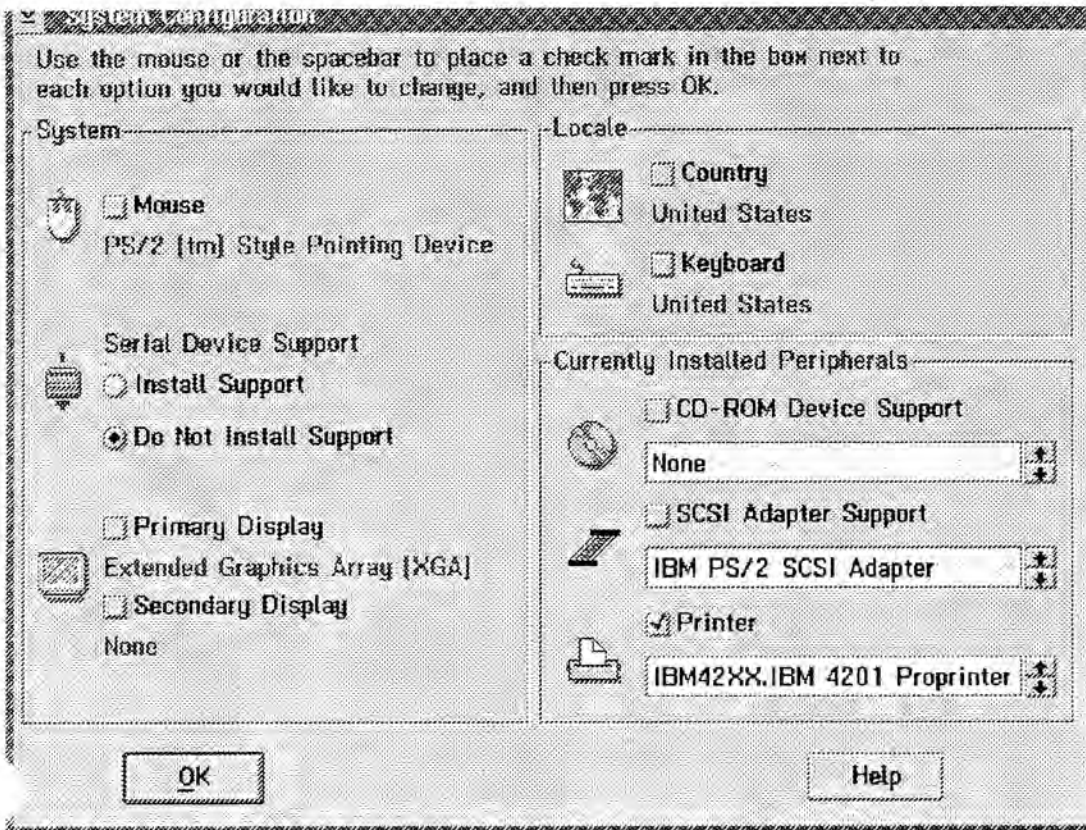 System Configuration
Use the mouse or the spacebar to place a check mark in the box next to
each option you would like to change, and then press OK.
System
Mouse
PS/2 [tm] Style Pointing Device
Serial Device Support
Install Support
Do Not Install Support
Primary Display
Extended Graphics Array [XGA]
Secondary Display
None
Locale
Country
United States
Keyboard
United States
Currently Installed Peripherals
CD-ROM Device Support
None
SCSI Adapter Support
IBM PS/2 SCSI Adapter
Printer
IBM42XX.IBM 4201 Proprinter
OK
Help